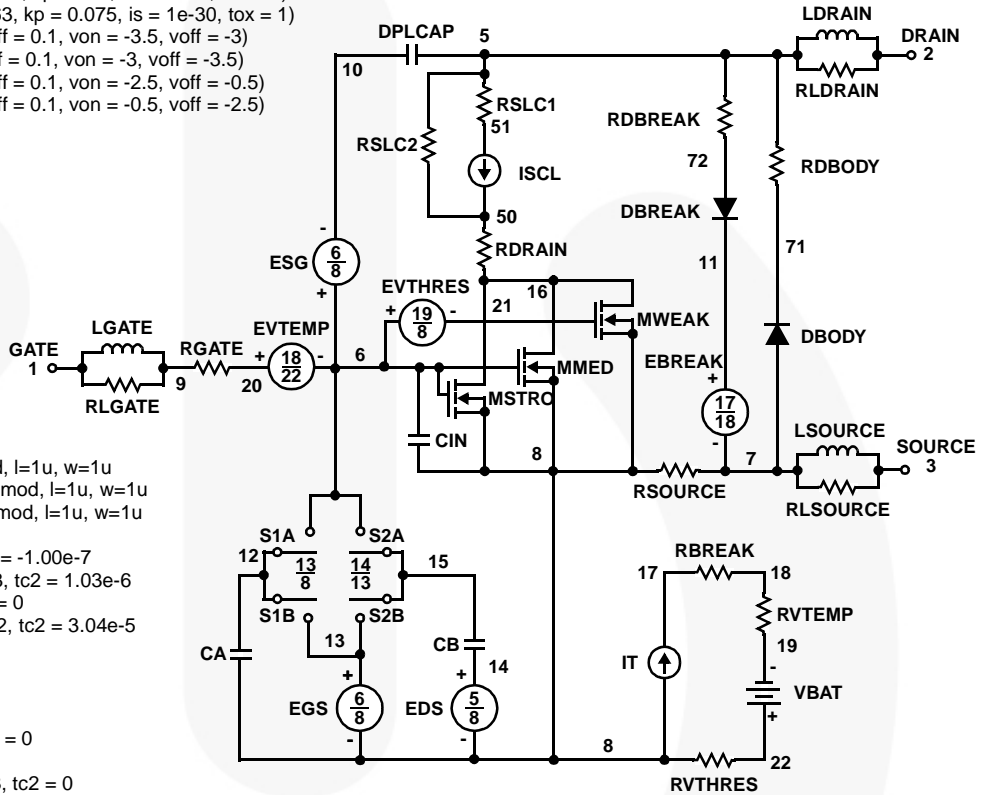 63, kp = 0.075, is = 1e-30, tox = 1)
ff = 0.1, von = -3.5, voff = -3)
f = 0.1, von = -3, voff = -3.5)
ff = 0.1, von = -2.5, voff = -0.5)
ff = 0.1, von = -0.5, voff = -2.5)
LDRAIN
DPLCAP 5 DRAIN
10 2
RLDRAIN
RSLC1
51
RSLC2
RDBREAK
72
RDBODY
ISCL
DBREAK
50
71
RDRAIN
11
ESG 6/8
- +
EVTHRES
+ 19/8 -
16
21
MWEAK
LGATE
EVTEMP
GATE RGATE + 18/22 - 6
1
9 20
RLGATE
MMED
DBODY
EBREAK
+ 17/18 -
MSTRO
CIN
8
LSOURCE
7 SOURCE
3
RSOURCE
RLSOURCE
d, l=1u, w=1u
mod, l=1u, w=1u
mod, l=1u, w=1u
= -1.00e-7
, tc2 = 1.03e-6
= 0
2, tc2 = 3.04e-5
S1A S2A
12 13/8 14/13 15
S1B S2B
13
CA
CB
14
+ +
EGS 6/8 EDS 5/8
- -
RBREAK
17 18
RVTEMP
19
IT
-
VBAT
+
8
22
RVTHRES
= 0
, tc2 = 0